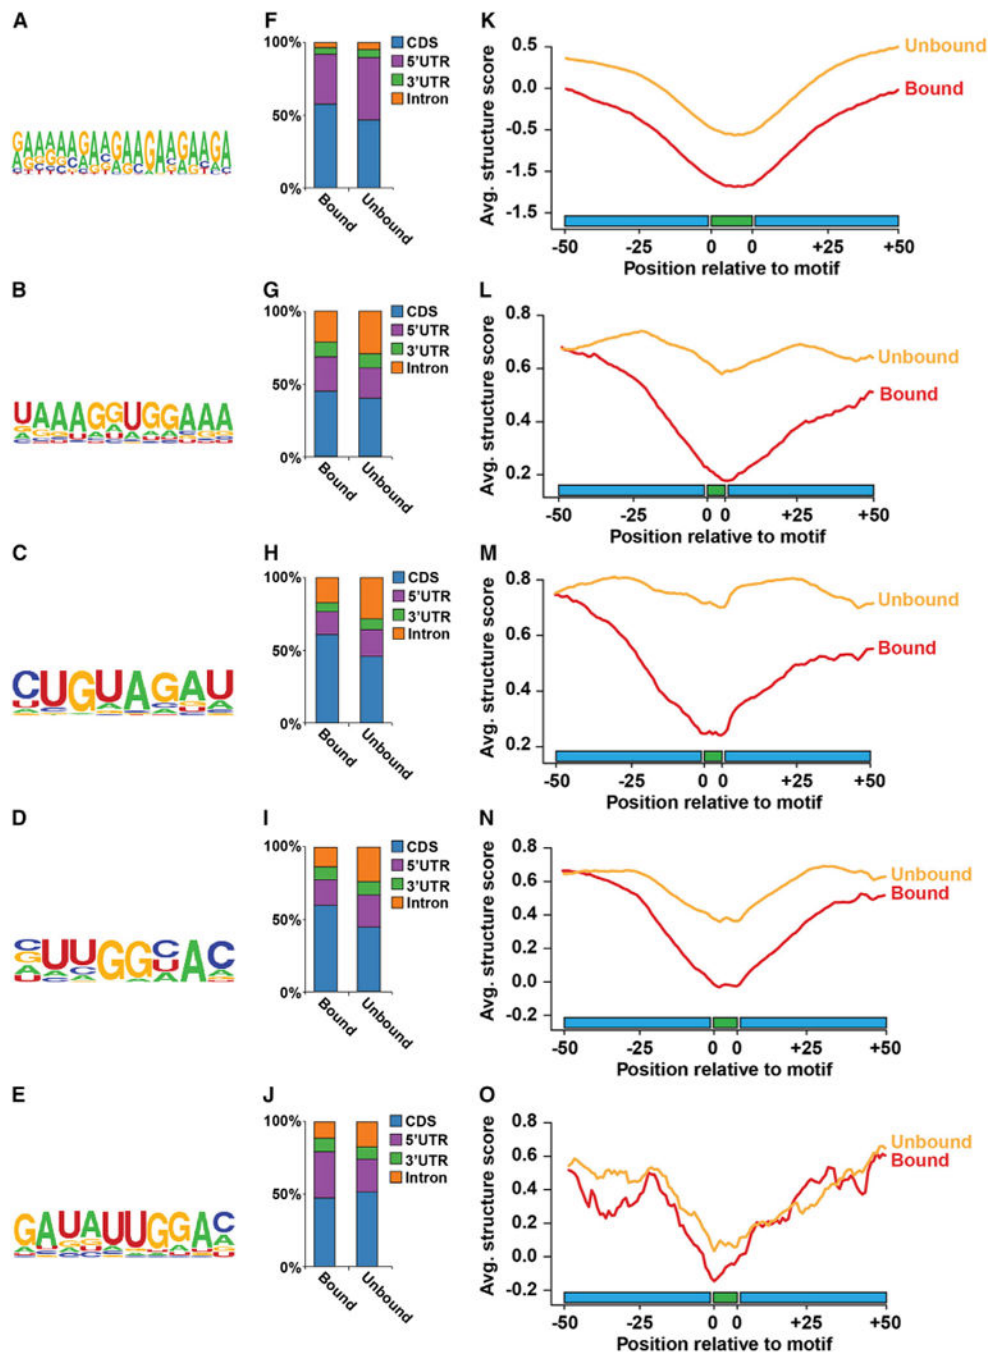 A
GAAAAAGAAGAAGAAGAAGA
F
100%
50%
0%
Bound
Unbound
CDS
5'UTR
3'UTR
Intron
K
Avg. structure score
0.5
0.0
-0.5
-1.5
-1.5
Unbound
Bound
-50
-25
0
0
+25
+50
Position relative to motif
B
UAAAGGUGGAAA
G
100%
50%
0%
Bound
Unbound
CDS
5'UTR
3'UTR
Intron
L
Avg. structure score
0.8
0.6
0.4
0.2
Unbound
Bound
-50
-25
0
0
+25
+50
Position relative to motif
C
CUGUAGAU
H
100%
50%
0%
Bound
Unbound
CDS
5'UTR
3'UTR
Intron
M
Avg. structure score
0.8
0.6
0.4
0.2
Unbound
Bound
-50
-25
0
0
+25
+50
Position relative to motif
D
CUUGGCAC
I
100%
50%
0%
Bound
Unbound
CDS
5'UTR
3'UTR
Intron
N
Avg. structure score
0.8
0.6
0.4
0.2
0.0
-0.2
Unbound
Bound
-50
-25
0
0
+25
+50
Position relative to motif
E
GAUAUUGGAC
J
100%
50%
0%
Bound
Unbound
CDS
5'UTR
3'UTR
Intron
O
Avg. structure score
0.8
0.6
0.4
0.2
0.0
-0.2
Unbound
Bound
-50
-25
0
0
+25
+50
Position relative to motif